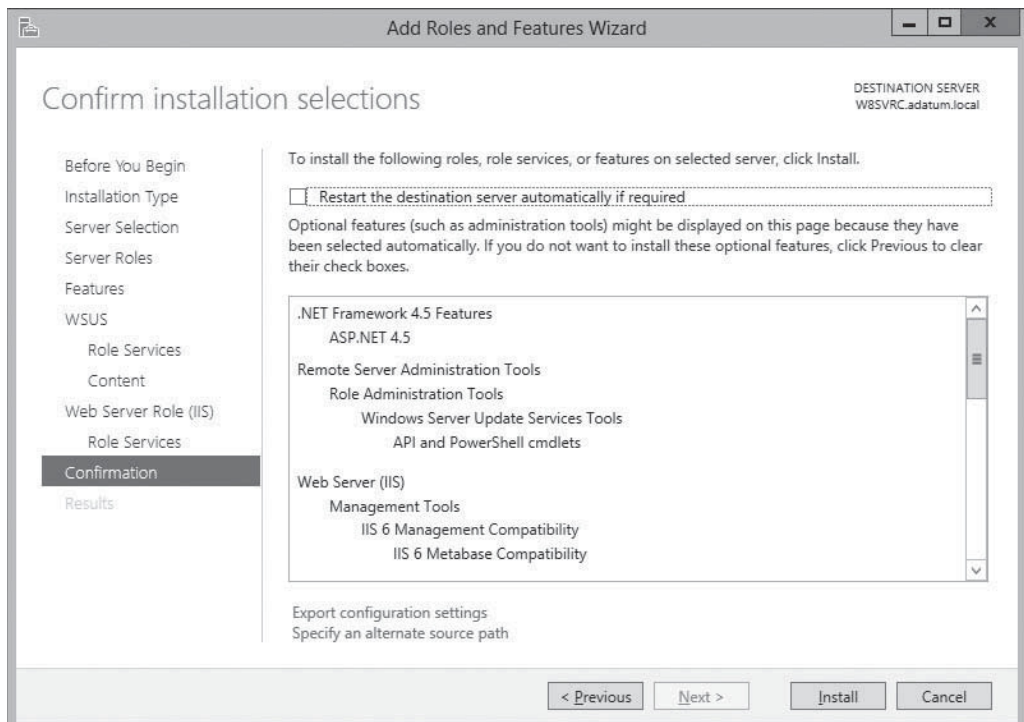 Add Roles and Features Wizard
Confirm installation selections
DESTINATION SERVER
W8SVRC.adatum.local
Before You Begin
Installation Type
Server Selection
Server Roles
Features
WSUS
Role Services
Content
Web Server Role (IIS)
Role Services
Confirmation
Results
To install the following roles, role services, or features on selected server, click Install.
Restart the destination server automatically if required
Optional features (such as administration tools) might be displayed on this page because they have
been selected automatically. If you do not want to install these optional features, click Previous to clear
their check boxes.
.NET Framework 4.5 Features
ASP.NET 4.5
Remote Server Administration Tools
Role Administration Tools
Windows Server Update Services Tools
API and PowerShell cmdlets
Web Server (IIS)
Management Tools
IIS 6 Management Compatibility
IIS 6 Metabase Compatibility
Export configuration settings
Specify an alternate source path
< Previous
Next >
Install
Cancel